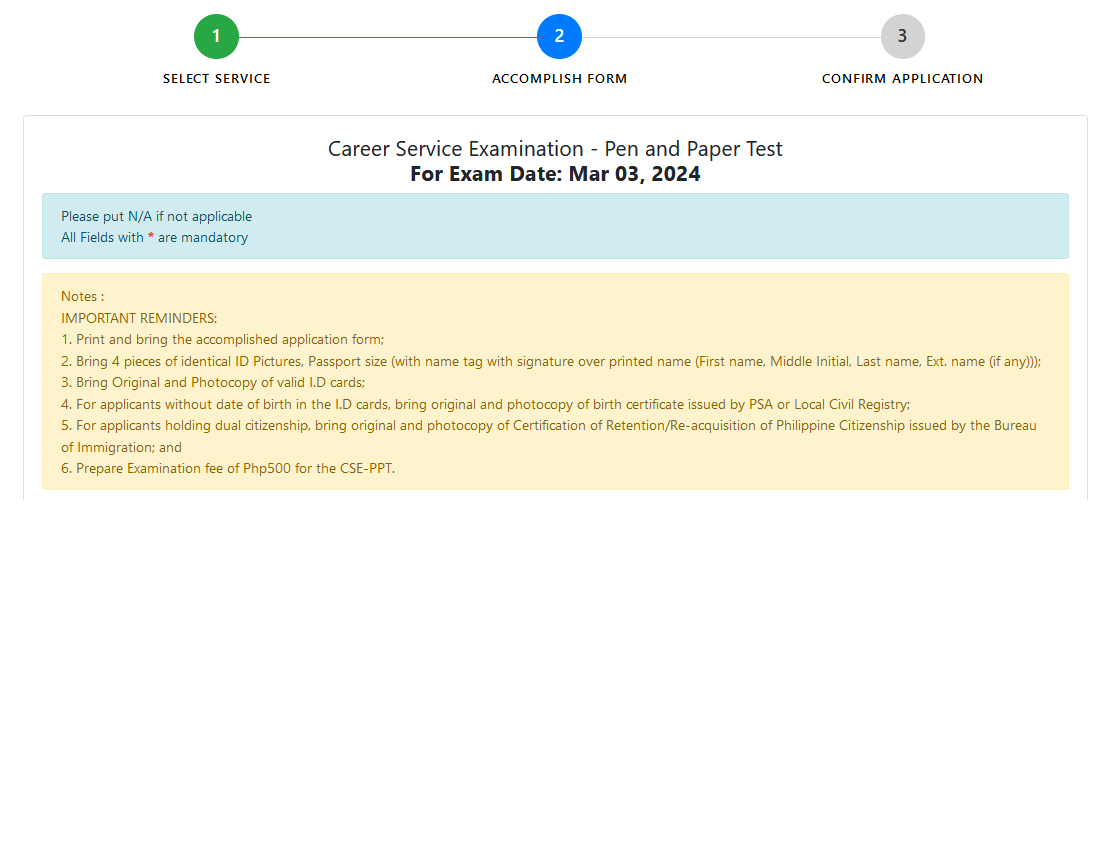 1
2
3
SELECT SERVICE
ACCOMPLISH FORM
CONFIRM APPLICATION
Career Service Examination - Pen and Paper Test
For Exam Date: Mar 03, 2024
Please put N/A if not applicable
All Fields with * are mandatory
Notes :
IMPORTANT REMINDERS:
1. Print and bring the accomplished application form;
2. Bring 4 pieces of identical ID Pictures, Passport size (with name tag with signature over printed name (First name, Middle Initial, Last name, Ext. name (if any)));
3. Bring Original and Photocopy of valid I.D cards;
4. For applicants without date of birth in the I.D cards, bring original and photocopy of birth certificate issued by PSA or Local Civil Registry;
5. For applicants holding dual citizenship, bring original and photocopy of Certification of Retention/Re-acquisition of Philippine Citizenship issued by the Bureau
of Immigration; and
6. Prepare Examination fee of Php500 for the CSE-PPT.